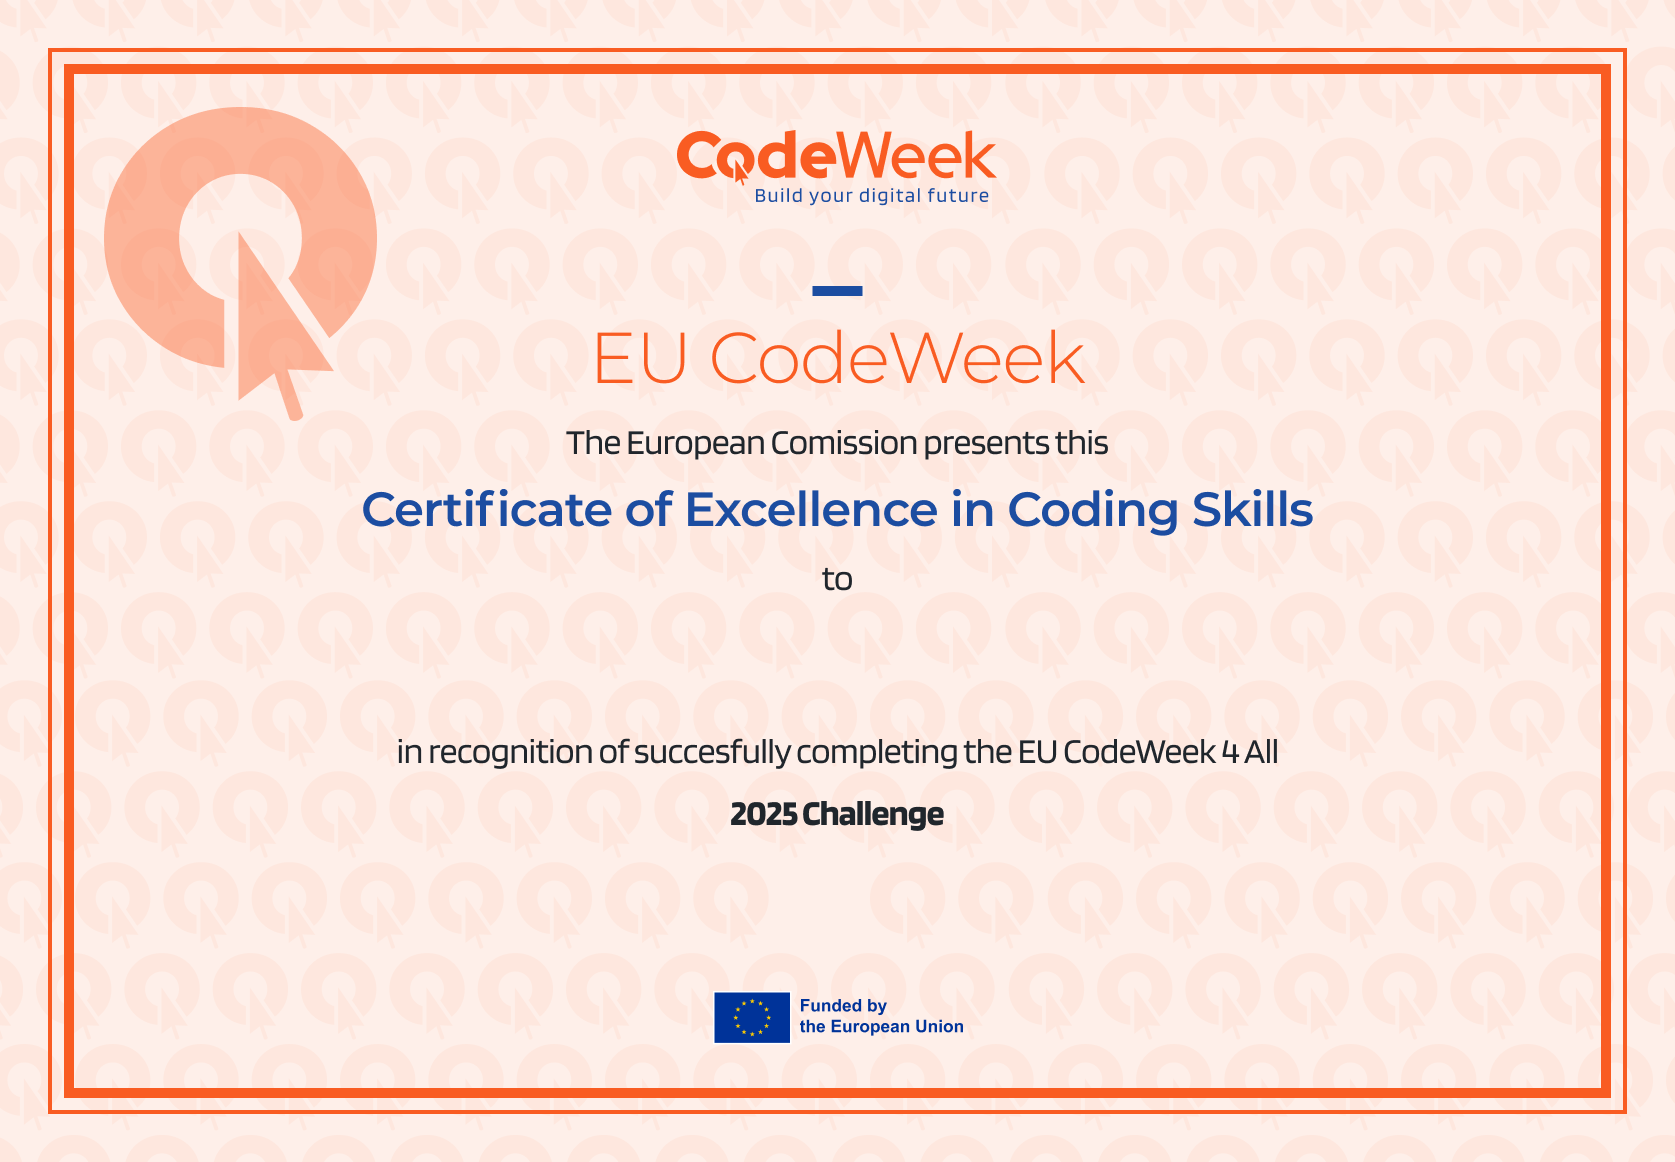 CodeWeek
Build your digital future
EU CodeWeek
The European Comission presents this
Certificate of Excellence in Coding Skills
to
in recognition of succesfully completing the EU CodeWeek 4 All
2025 Challenge
Funded by
the European Union